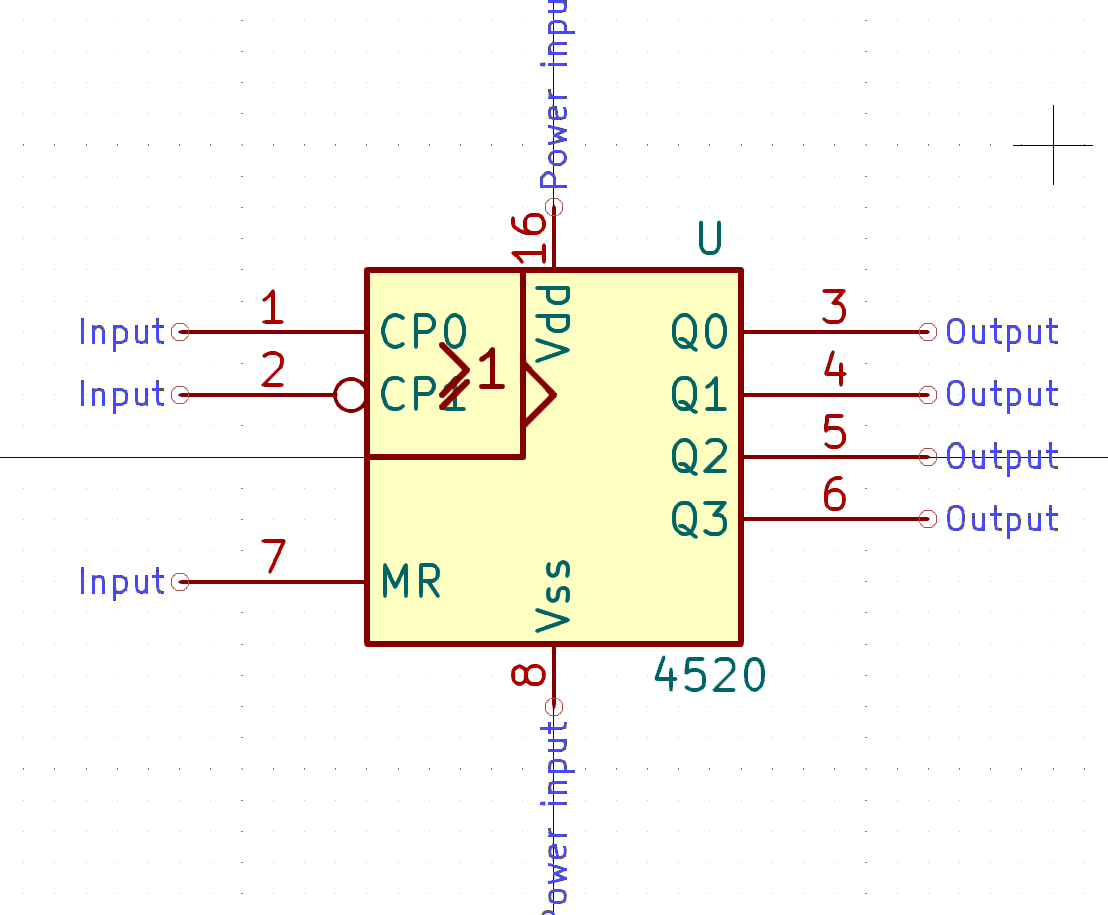 Power inpu
16
U
1
CP0
Vdd
Q0
3
Input
Output
2
CP1
≥1
Q1
4
Input
Output
Q2
5
Output
Q3
6
Output
7
MR
Input
Vss
8
4520
Power input